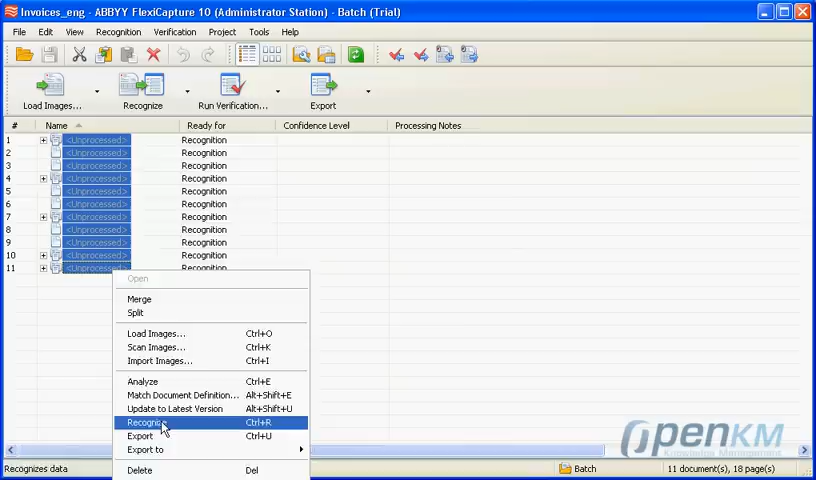 Invoices_eng - ABBYY FlexiCapture 10 (Administrator Station) - Batch (Trial)
File Edit View Recognition Verification Project Tools Help
Load Images... Recognize Run Verification... Export
# Name Ready for Confidence Level Processing Notes
1 <Unprocessed> Recognition
2 <Unprocessed> Recognition
3 <Unprocessed> Recognition
4 <Unprocessed> Recognition
5 <Unprocessed> Recognition
6 <Unprocessed> Recognition
7 <Unprocessed> Recognition
8 <Unprocessed> Recognition
9 <Unprocessed> Recognition
10 <Unprocessed> Recognition
11 <Unprocessed> Recognition
Open
Merge
Split
Load Images... Ctrl+O
Scan Images... Ctrl+K
Import Images... Ctrl+I
Analyze Ctrl+E
Match Document Definition... Alt+Shift+E
Update to Latest Version Alt+Shift+U
Recognize Ctrl+R
Export Ctrl+U
Export to
Delete Del
OpenKM
Knowledge Management
Recognizes data Batch 11 document(s), 18 page(s)